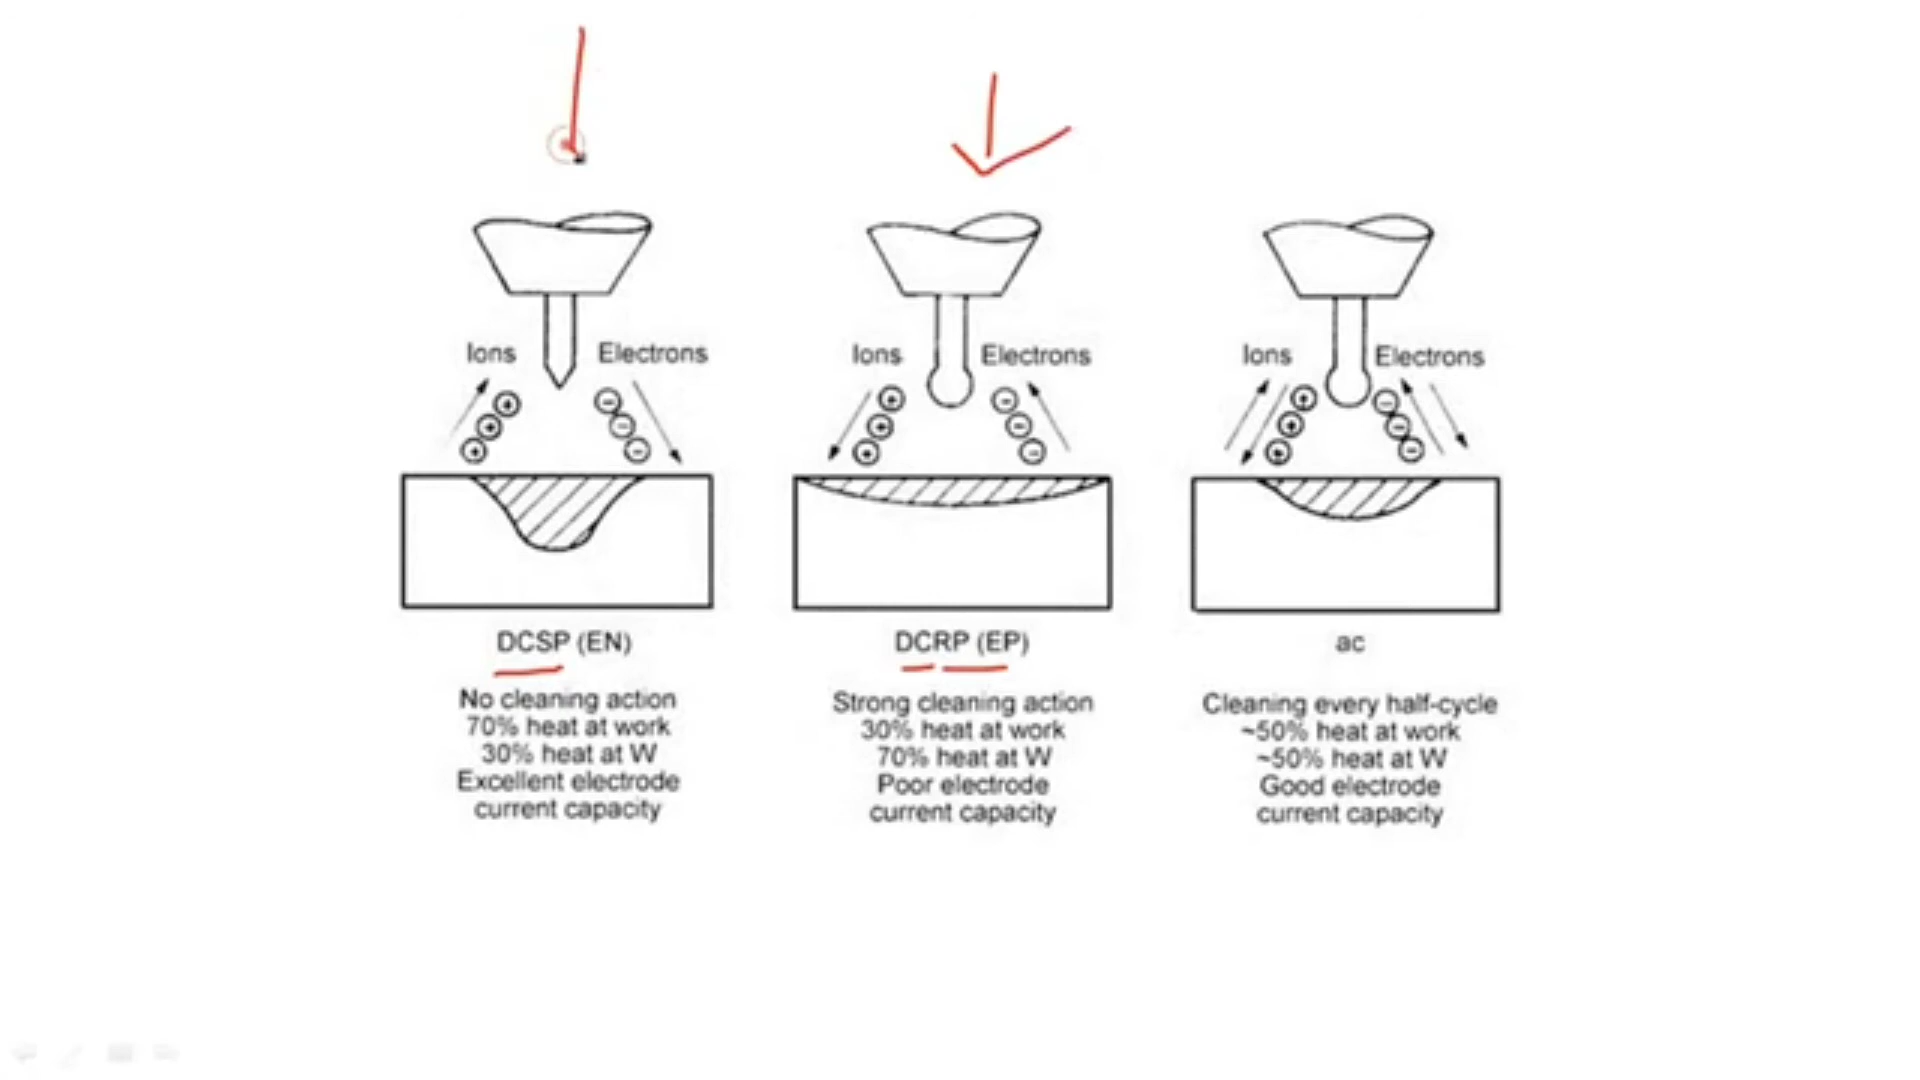 Ions Electrons
Ions Electrons
Ions Electrons
DCSP (EN)
No cleaning action
70% heat at work
30% heat at W
Excellent electrode
current capacity
DCRP (EP)
Strong cleaning action
30% heat at work
70% heat at W
Poor electrode
current capacity
ac
Cleaning every half-cycle
~50% heat at work
~50% heat at W
Good electrode
current capacity